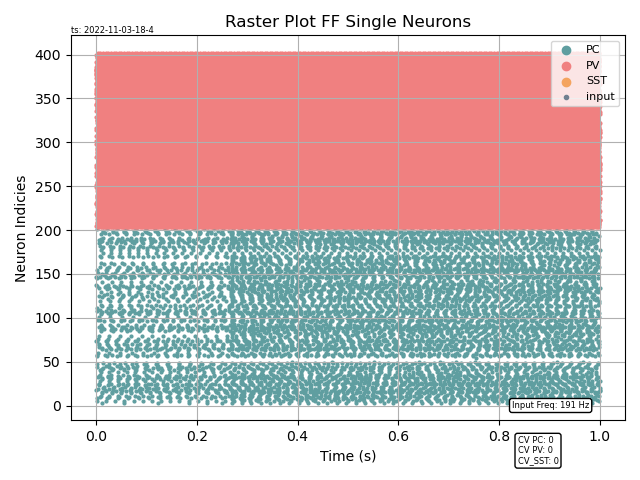 Raster Plot FF Single Neurons
ts: 2022-11-03-18-4
PC
PV
SST
input
Neuron Indicies
400
350
300
250
200
150
100
50
0
Input Freq: 191 Hz
0.0 0.2 0.4 0.6 0.8 1.0
Time (s)
CV PC: 0
CV PV: 0
CV_SST: 0